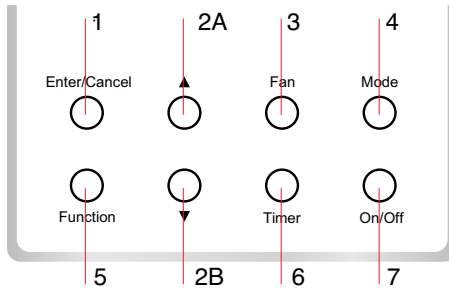 1 2A 3 4
Enter/Cancel ▲ Fan Mode
Function ▼ Timer On/Off
5 2B 6 7